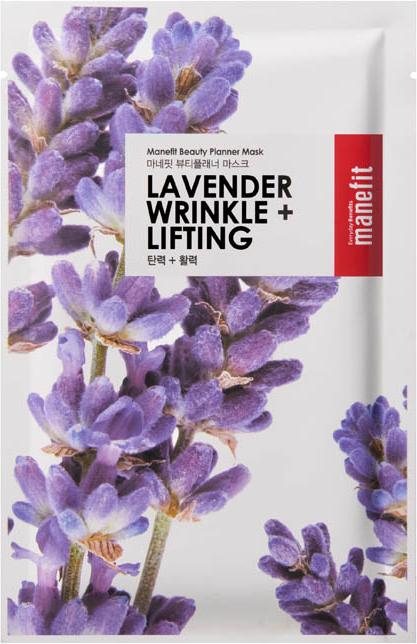 Manefit Beauty Planner Mask
마네핏 뷰티플래너 마스크
LAVENDER
WRINKLE +
LIFTING
탄력 + 활력
Everyday Benefits
manefit